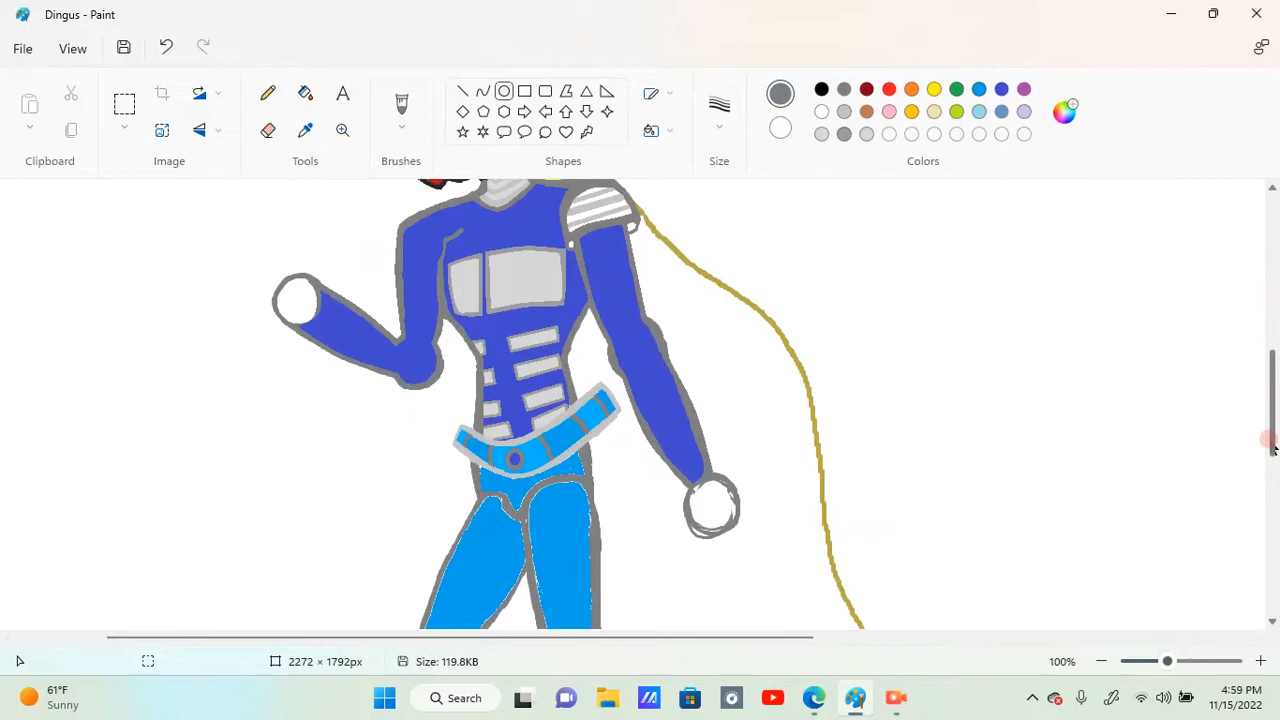 Dingus - Paint
File
View
Clipboard
Image
Tools
Brushes
Shapes
Size
Colors
2272 × 1792px
Size: 119.8KB
100%
61°F
Sunny
Search
4:59 PM
11/15/2022